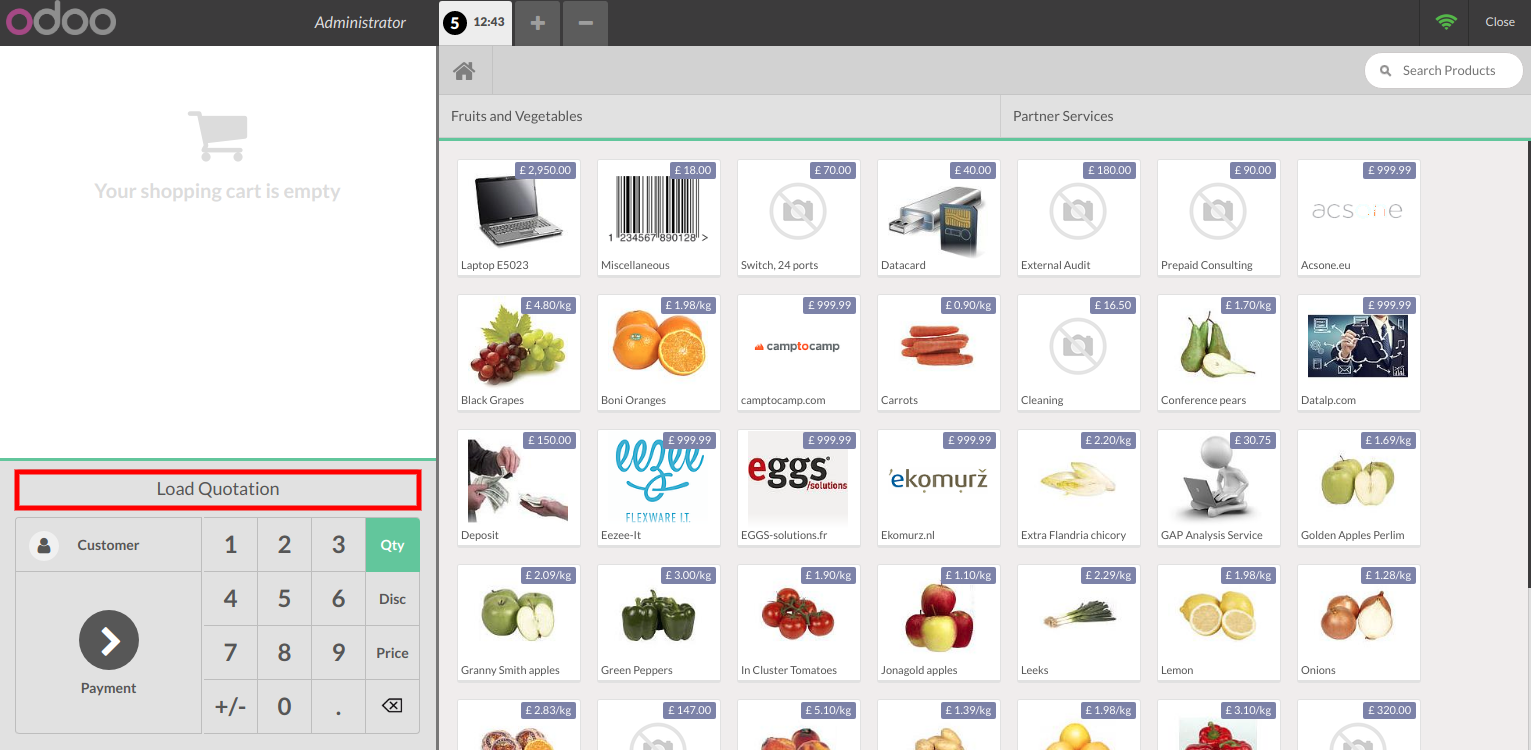 odoo
Administrator
5 12:43
Close
Search Products
Your shopping cart is empty
Fruits and Vegetables
Partner Services
£ 2,950.00
Laptop E5023
£ 18.00
1 234567 890128 >
Miscellaneous
£ 70.00
Switch, 24 ports
£ 40.00
Datacard
£ 180.00
External Audit
£ 90.00
Prepaid Consulting
£ 999.99
Acsone.eu
£ 4.80/kg
Black Grapes
£ 1.98/kg
Boni Oranges
£ 999.99
camptocamp
camptocamp.com
£ 0.90/kg
Carrots
£ 16.50
Cleaning
£ 1.70/kg
Conference pears
£ 999.99
Datalp.com
£ 150.00
Deposit
£ 999.99
eezee
FLEXWARE I.T.
Eezee-It
£ 999.99
eggs
/solutions
EGGS-solutions.fr
£ 999.99
'ekomurž
Ekomurz.nl
£ 2.20/kg
Extra Flandria chicory
£ 30.75
GAP Analysis Service
£ 1.69/kg
Golden Apples Perlim
£ 2.09/kg
Granny Smith apples
£ 3.00/kg
Green Peppers
£ 1.90/kg
In Cluster Tomatoes
£ 1.10/kg
Jonagold apples
£ 2.29/kg
Leeks
£ 1.98/kg
Lemon
£ 1.28/kg
Onions
£ 2.83/kg
£ 147.00
£ 5.10/kg
£ 1.39/kg
£ 1.98/kg
£ 3.10/kg
£ 320.00
Load Quotation
Customer
1 2 3 Qty
4 5 6 Disc
7 8 9 Price
+/- 0 .
Payment